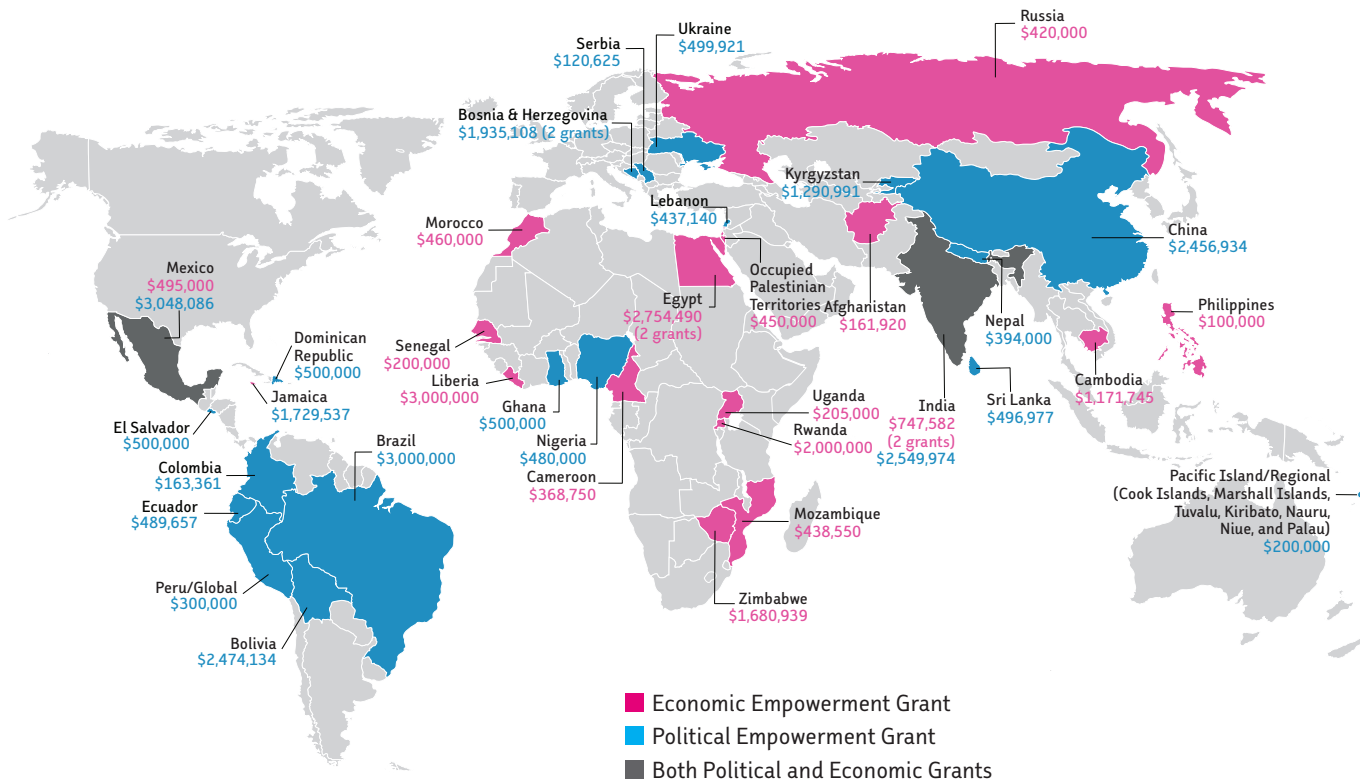 Russia
$420,000
Ukraine
$499,921
Serbia
$120,625
Bosnia & Herzegovina
$1,935,108 (2 grants)
Kyrgyzstan
$1,290,991
Lebanon
$437,140
Morocco
$460,000
China
$2,456,934
Mexico
$495,000
$3,048,086
Occupied
Palestinian
Territories
$450,000
Afghanistan
$161,920
Egypt
$2,754,490
(2 grants)
Philippines
$100,000
Nepal
$394,000
Dominican
Republic
$500,000
Senegal
$200,000
Liberia
$3,000,000
Cambodia
$1,171,745
Jamaica
$1,729,537
Uganda
$205,000
Rwanda
$2,000,000
India
$747,582
(2 grants)
$2,549,974
Sri Lanka
$496,977
Ghana
$500,000
El Salvador
$500,000
Nigeria
$480,000
Brazil
$3,000,000
Colombia
$163,361
Cameroon
$368,750
Pacific Island/Regional
(Cook Islands, Marshall Islands,
Tuvalu, Kiribato, Nauru,
Niue, and Palau)
$200,000
Ecuador
$489,657
Mozambique
$438,550
Peru/Global
$300,000
Zimbabwe
$1,680,939
Bolivia
$2,474,134
Economic Empowerment Grant
Political Empowerment Grant
Both Political and Economic Grants